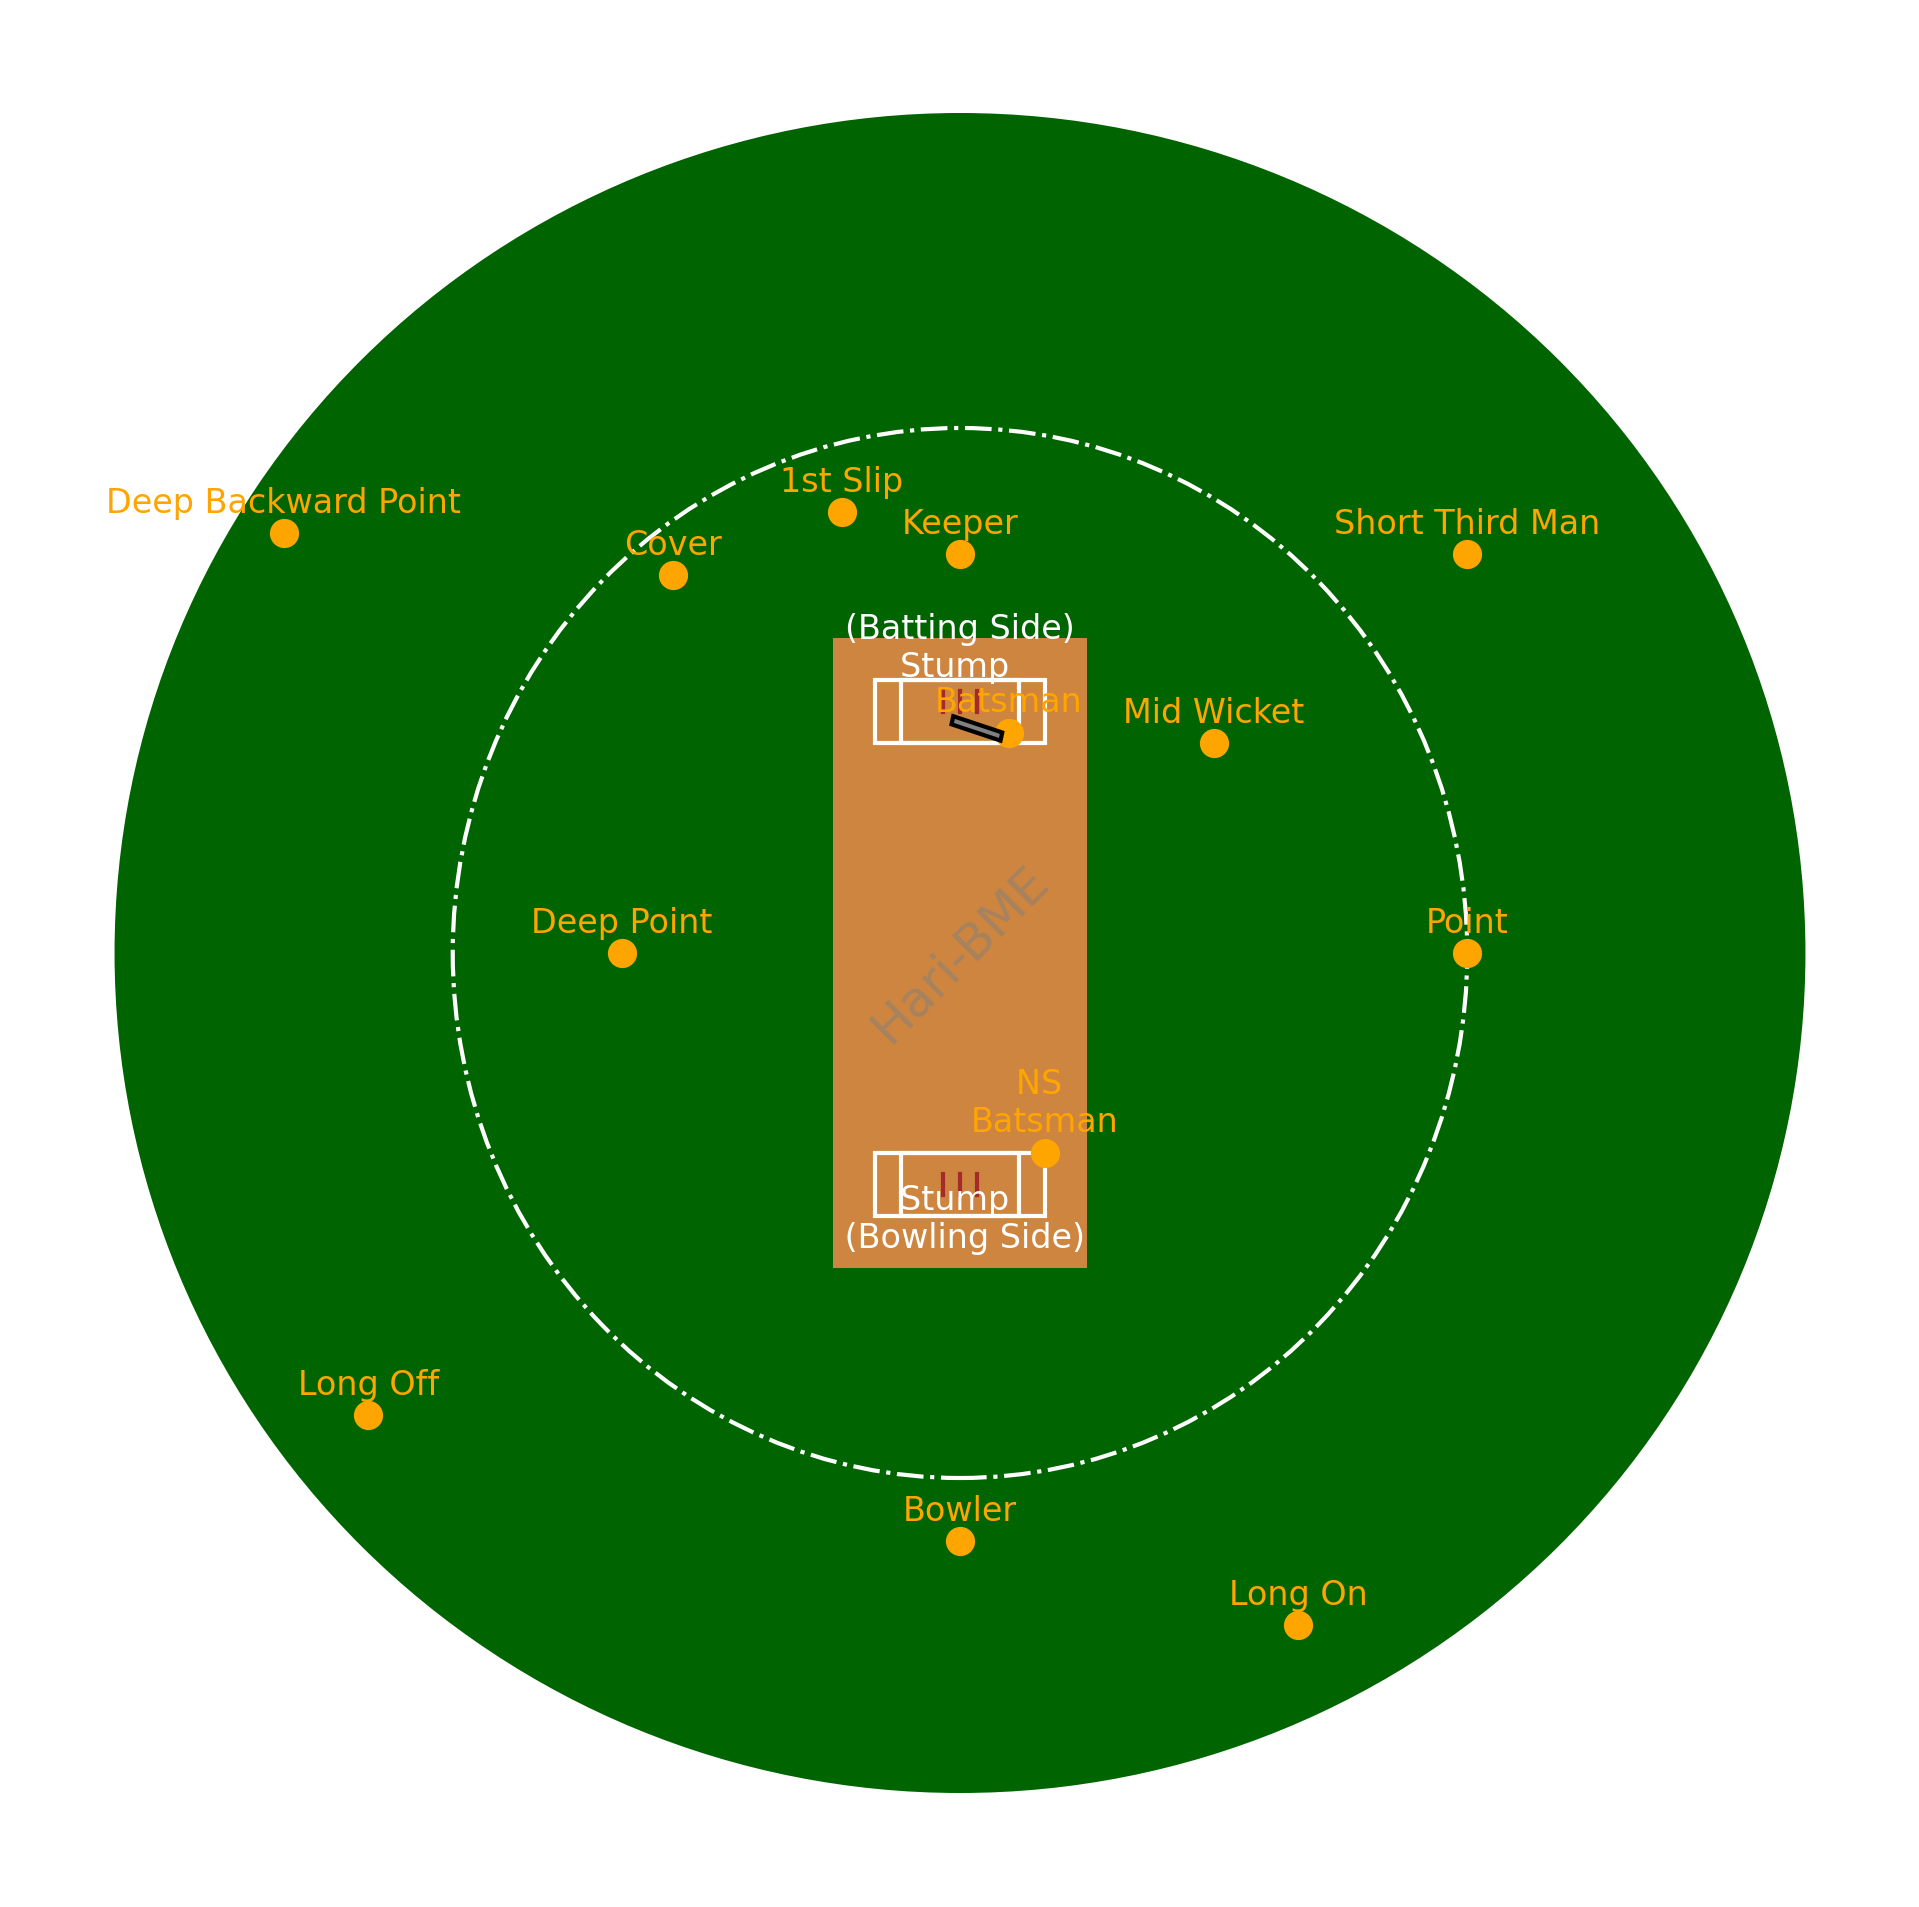 1st Slip
Deep Backward Point
Keeper
Short Third Man
Cover
(Batting Side)
Stump
Batsman
Mid Wicket
Deep Point
Point
Hari-BME
NS
Batsman
Stump
(Bowling Side)
Long Off
Bowler
Long On